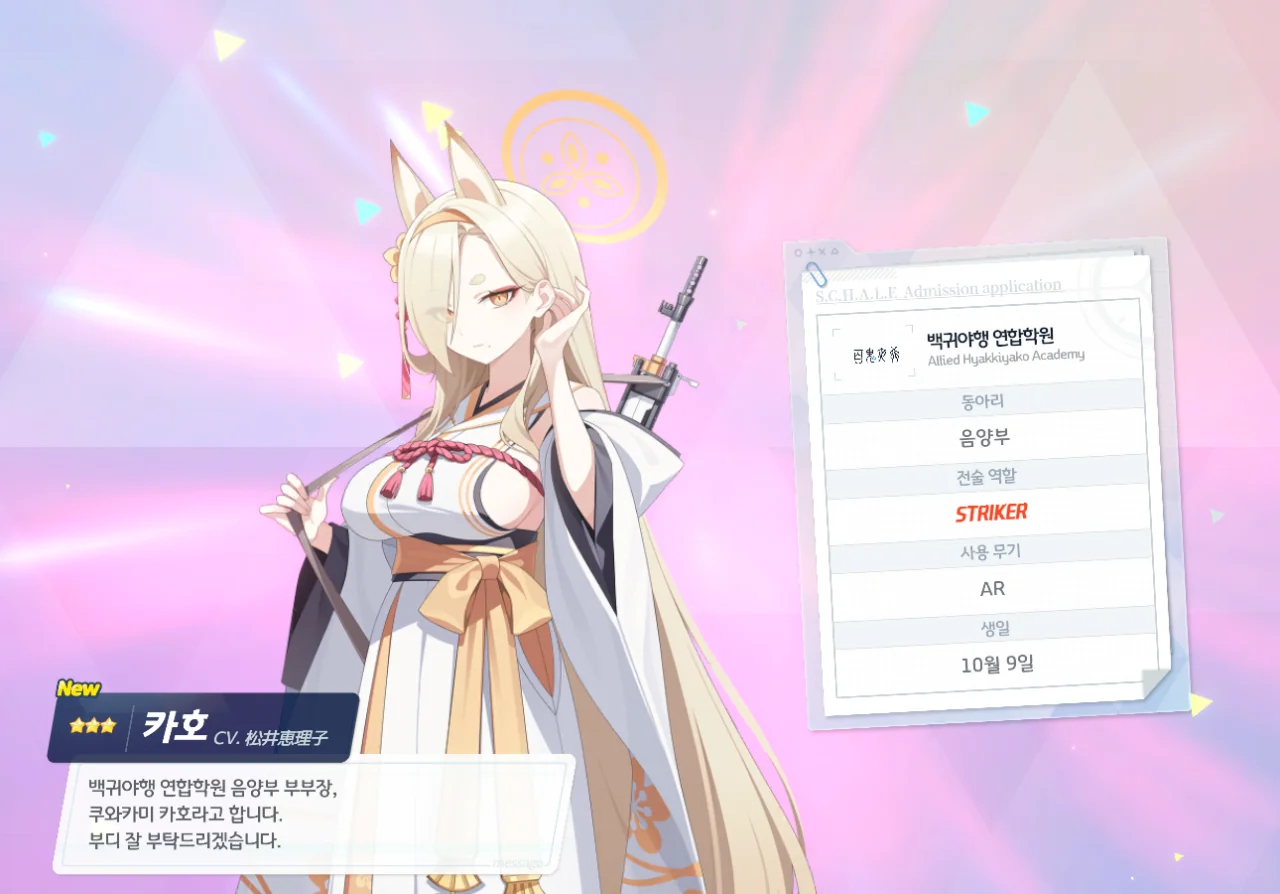 S.C.H.A.L.E Admission application
백귀야행 연합학원
Allied Hyakkiyako Academy
동아리
음양부
전술 역할
STRIKER
사용 무기
AR
생일
10월 9일
New
카호 CV. 松井恵理子
백귀야행 연합학원 음양부 부부장,
쿠와카미 카호라고 합니다.
부디 잘 부탁드리겠습니다.
message